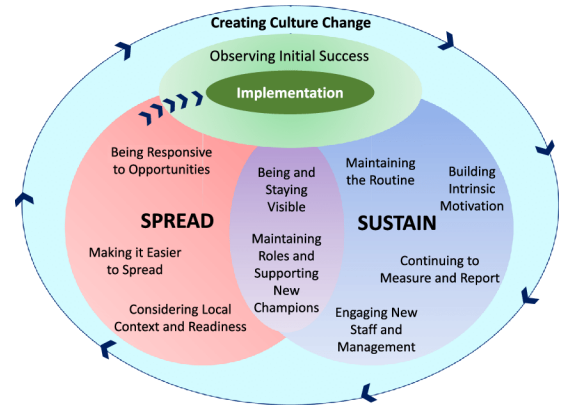 Creating Culture Change
Observing Initial Success
Implementation
Being Responsive
to Opportunities
SPREAD
Making it Easier
to Spread
Considering Local
Context and Readiness
Being and
Staying
Visible
Maintaining
Roles and
Supporting
New
Champions
Maintaining
the Routine
Building
Intrinsic
Motivation
SUSTAIN
Continuing to
Measure and Report
Engaging New
Staff and
Management